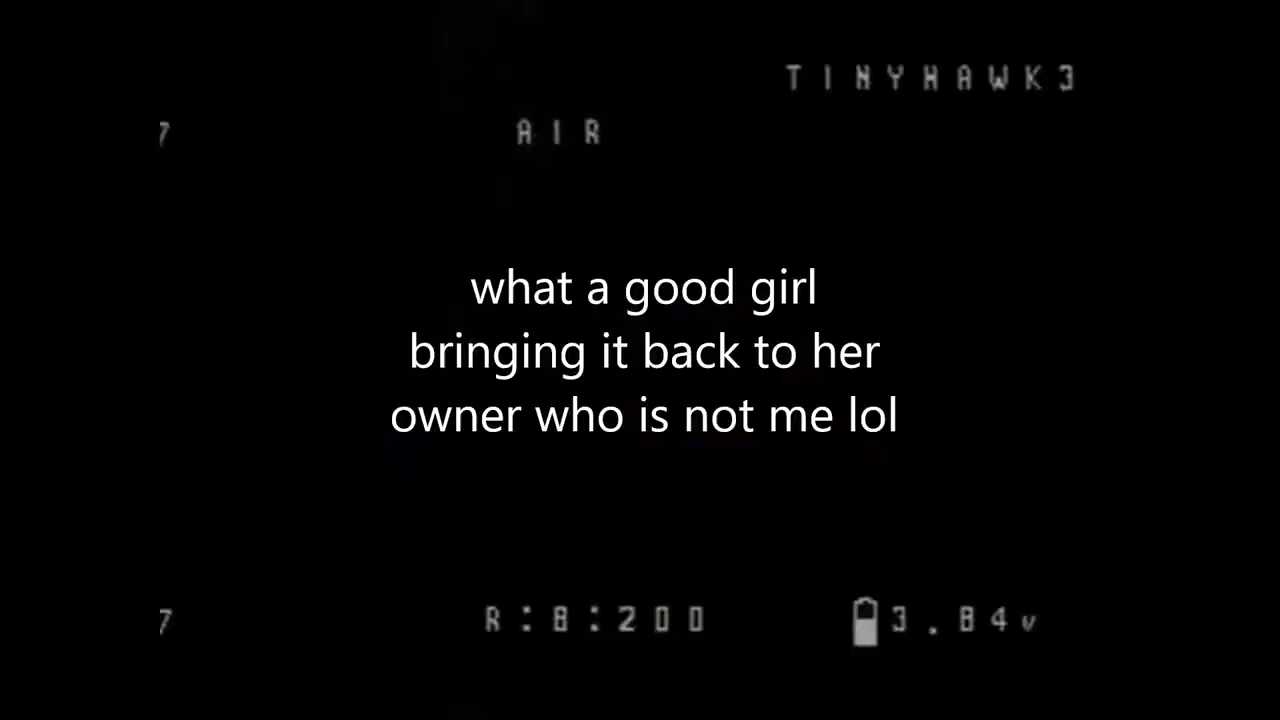 TINYHAWK3
7 AIR
what a good girl
bringing it back to her
owner who is not me lol
7 R:8:200 3.84v